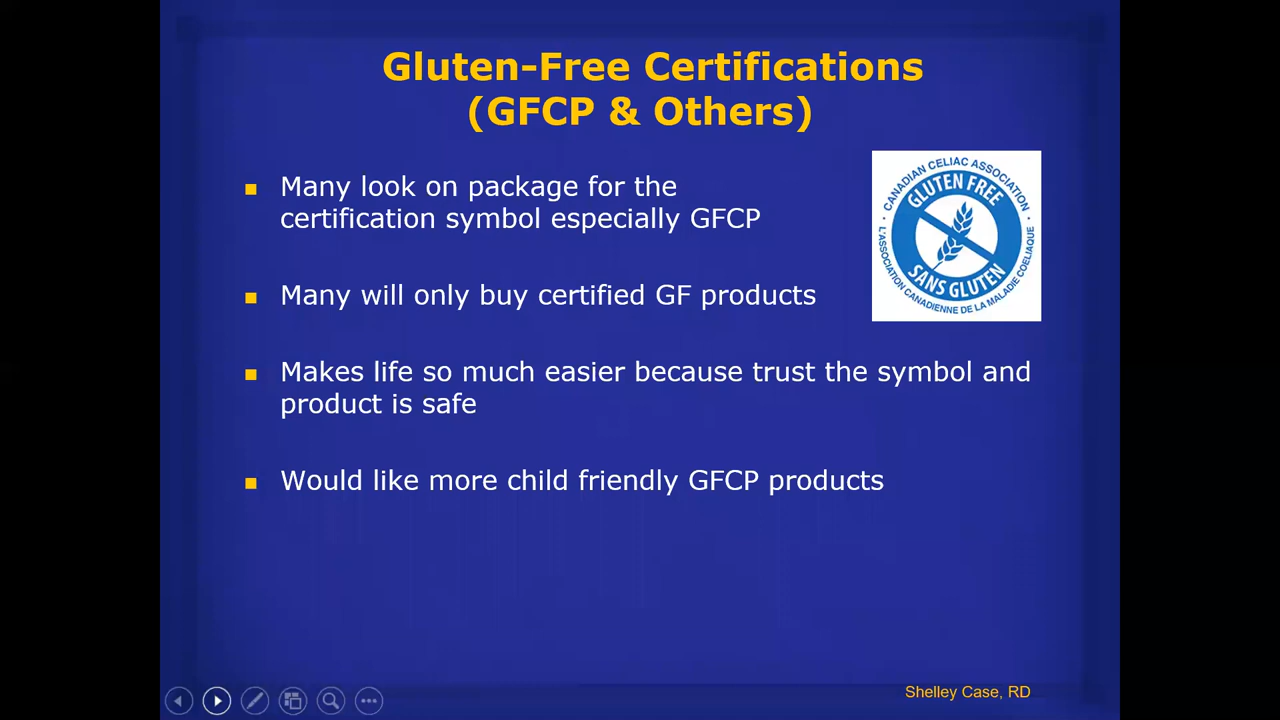 Gluten-Free Certifications
(GFCP & Others)
Many look on package for the
certification symbol especially GFCP
CANADIAN CELIAC ASSOCIATION
GLUTEN FREE
SANS GLUTEN
L'ASSOCIATION CANADIENNE DE LA MALADIE COELIAQUE
Many will only buy certified GF products
Makes life so much easier because trust the symbol and
product is safe
Would like more child friendly GFCP products
Shelley Case, RD